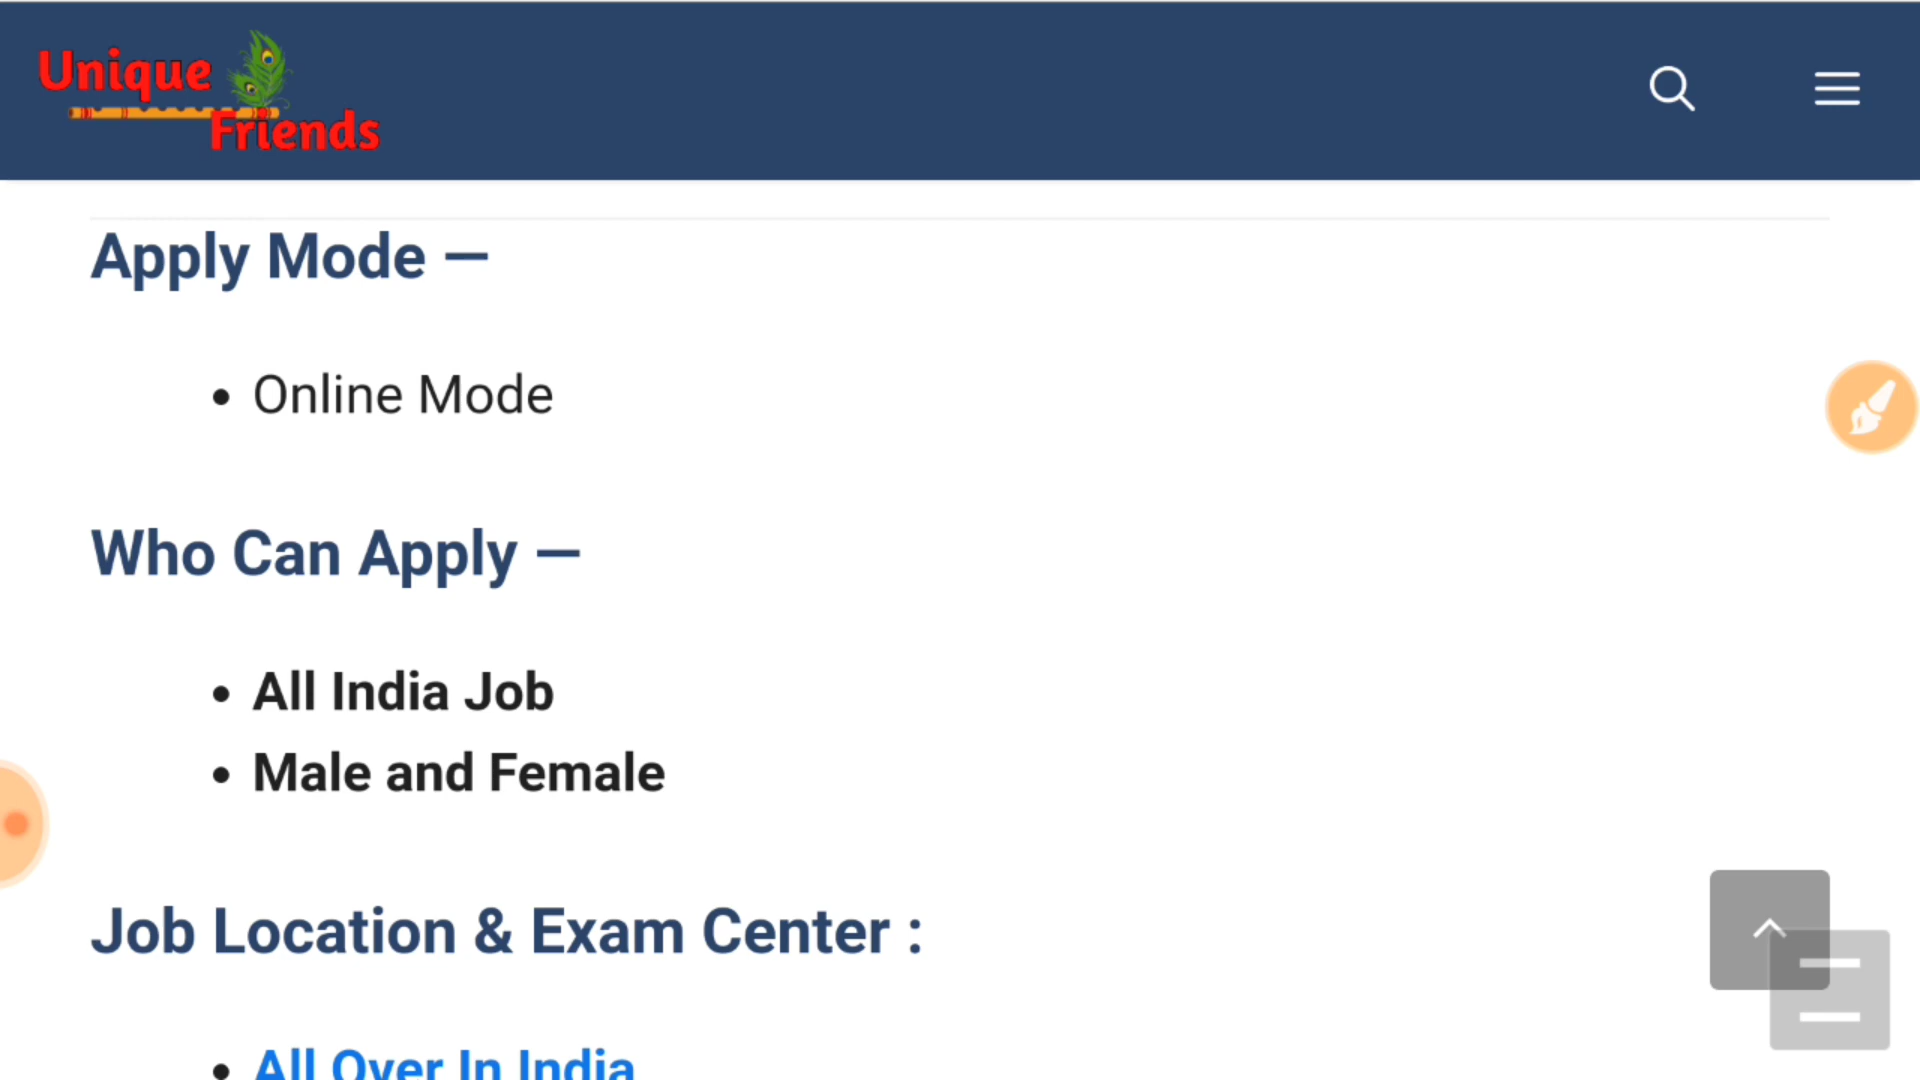 Unique
Friends
Apply Mode —
• Online Mode
Who Can Apply —
• All India Job
• Male and Female
Job Location & Exam Center :
• All Over In India